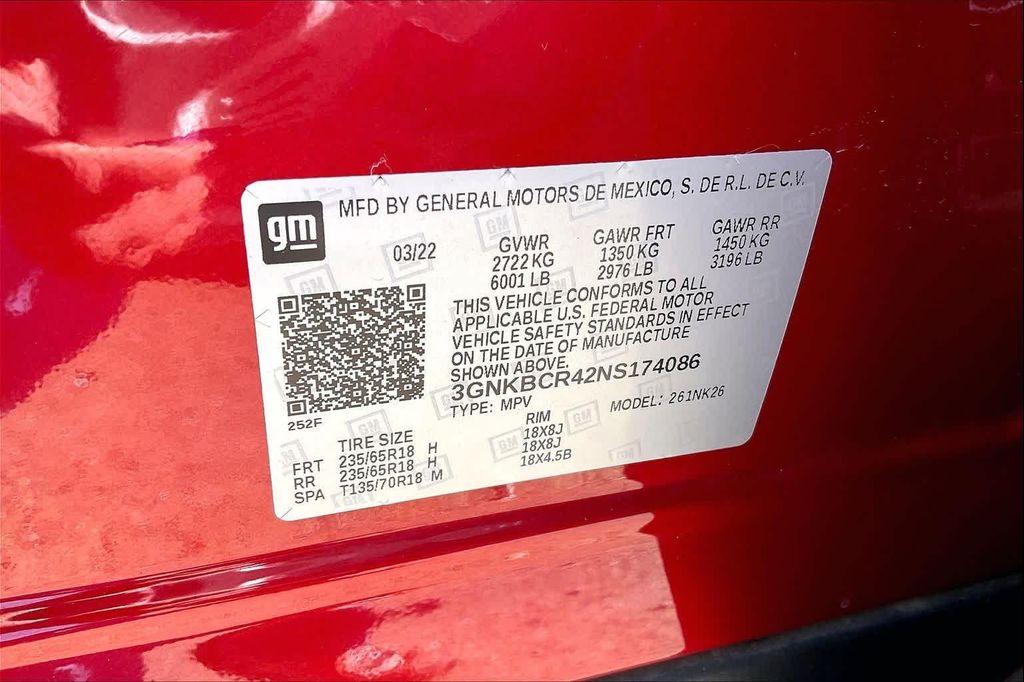 gm
MFD BY GENERAL MOTORS DE MEXICO, S. DE R.L. DE C.V.
03/22
GVWR
2722 KG
6001 LB
GAWR FRT
1350 KG
2976 LB
GAWR RR
1450 KG
3196 LB
THIS VEHICLE CONFORMS TO ALL
APPLICABLE U.S. FEDERAL MOTOR
VEHICLE SAFETY STANDARDS IN EFFECT
ON THE DATE OF MANUFACTURE
SHOWN ABOVE.
3GNKBCR42NS174086
TYPE: MPV MODEL: 261NK26
252F
TIRE SIZE RIM
FRT 235/65R18 H 18X8J
RR 235/65R18 H 18X8J
SPA T135/70R18 M 18X4.5B